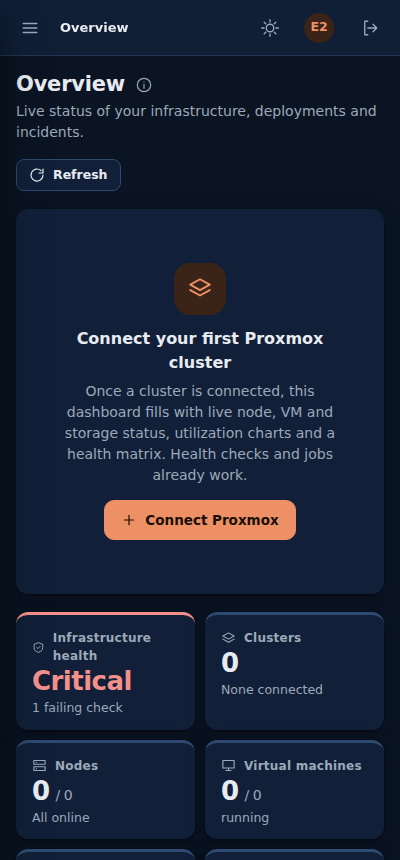 Overview
E2
Overview
Live status of your infrastructure, deployments and
incidents.
Refresh
Connect your first Proxmox
cluster
Once a cluster is connected, this
dashboard fills with live node, VM and
storage status, utilization charts and a
health matrix. Health checks and jobs
already work.
Connect Proxmox
Infrastructure
health
Critical
1 failing check
Clusters
0
None connected
Nodes
0 / 0
All online
Virtual machines
0 / 0
running